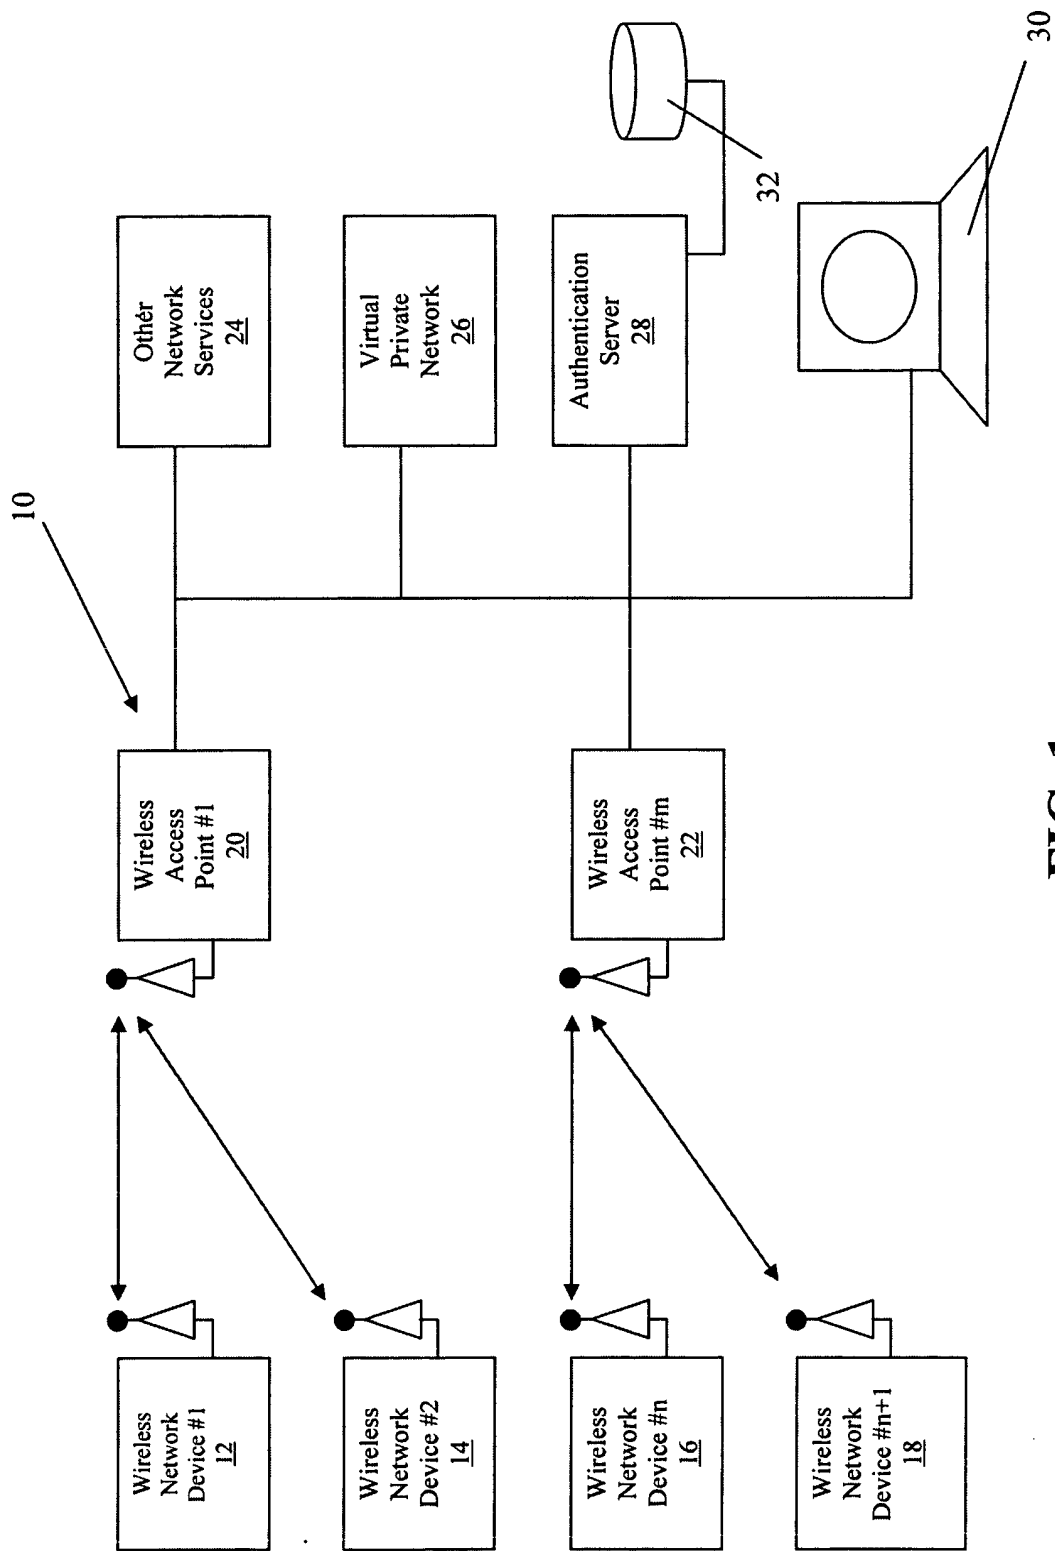 Wireless
Network
Device #1
12
Wireless
Network
Device #2
14
Wireless
Network
Device #n
16
Wireless
Network
Device #n+1
18
Wireless
Access
Point #1
20
Wireless
Access
Point #m
22
10
Other
Network
Services
24
Virtual
Private
Network
26
Authentication
Server
28
32
30
FIG. 1